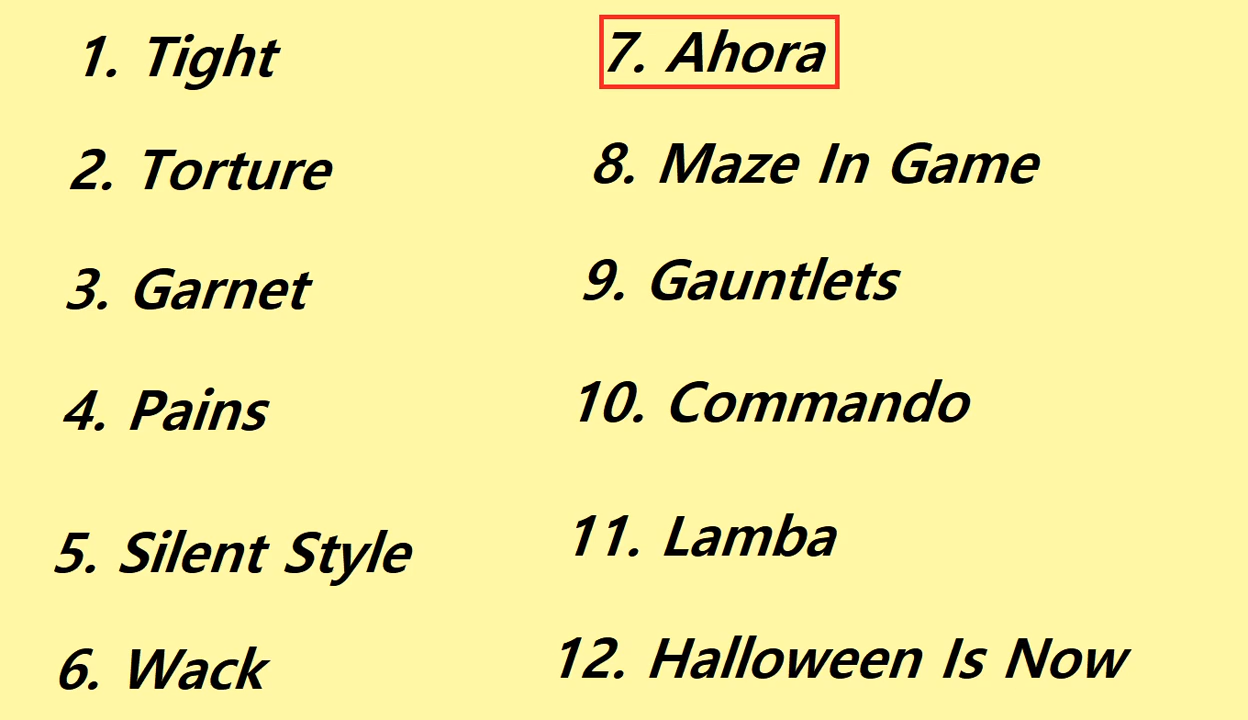 1. Tight
2. Torture
3. Garnet
4. Pains
5. Silent Style
6. Wack
7. Ahora
8. Maze In Game
9. Gauntlets
10. Commando
11. Lamba
12. Halloween Is Now